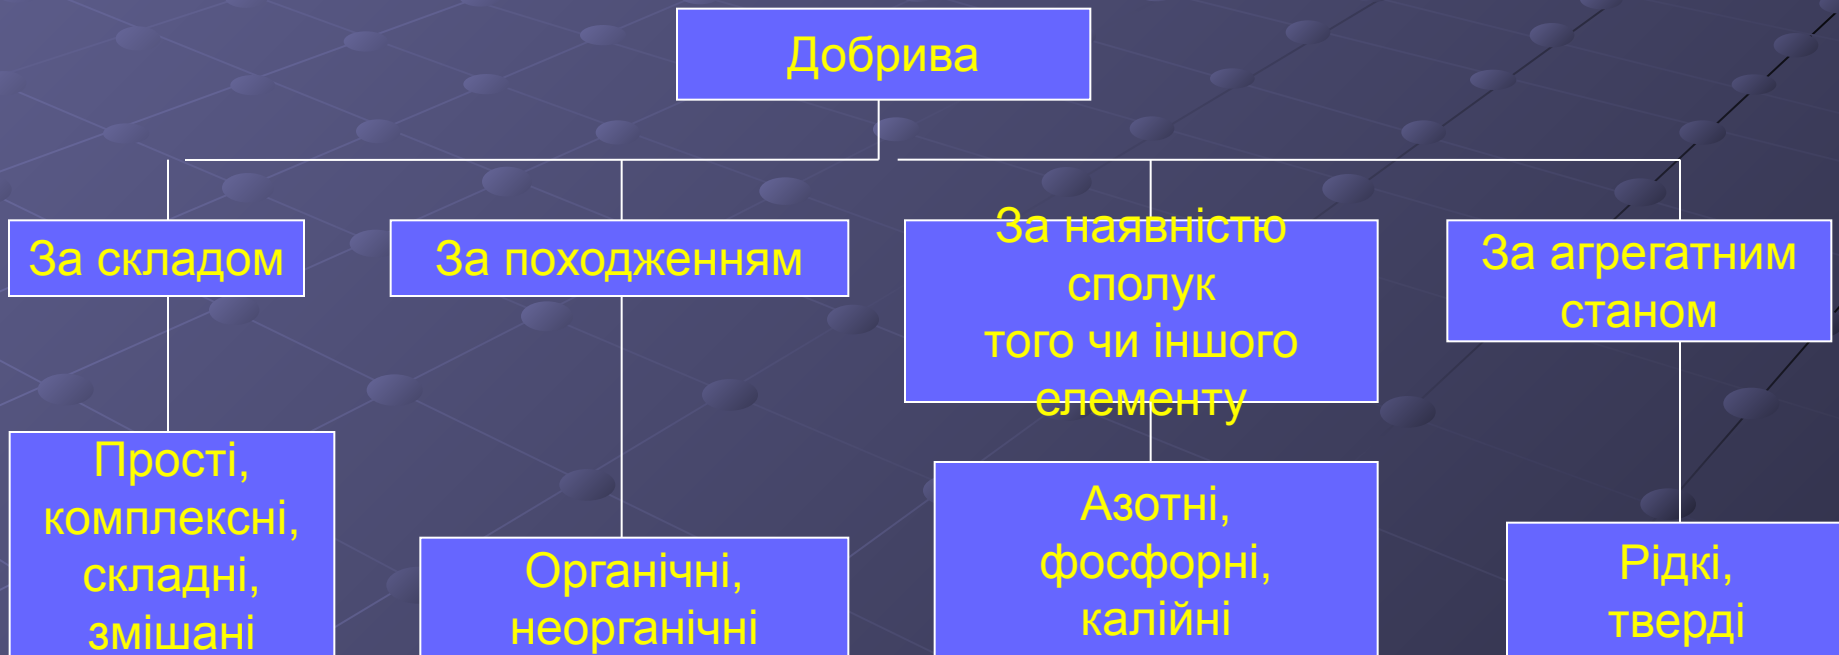 Добрива
За складом
За походженням
За наявністю
сполук
того чи іншого
елементу
За агрегатним
станом
Прості,
комплексні,
складні,
змішані
Органічні,
неорганічні
Азотні,
фосфорні,
калійні
Рідкі,
тверді